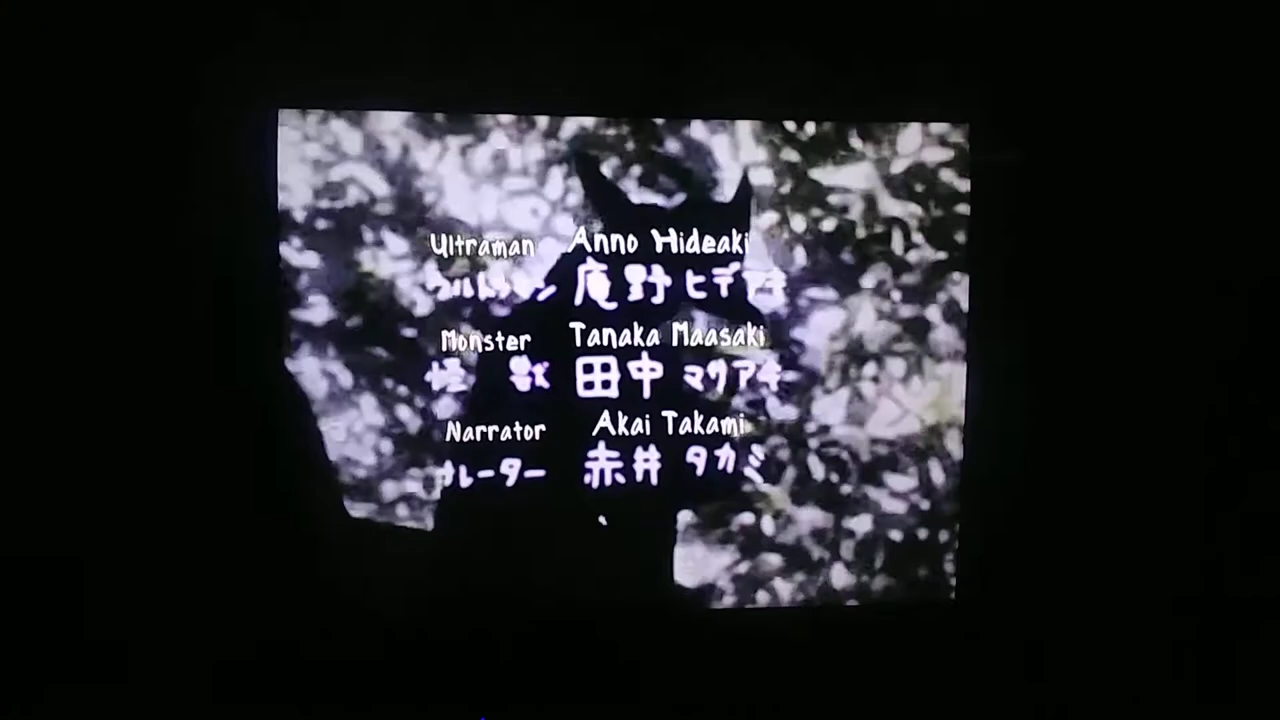 Ultraman Anno Hideaki
ウルトラマン 庵野 ヒデアキ
Monster Tanaka Maasaki
怪 獣 田中 マサアキ
Narrator Akai Takami
ナレーター 赤井 タカミ